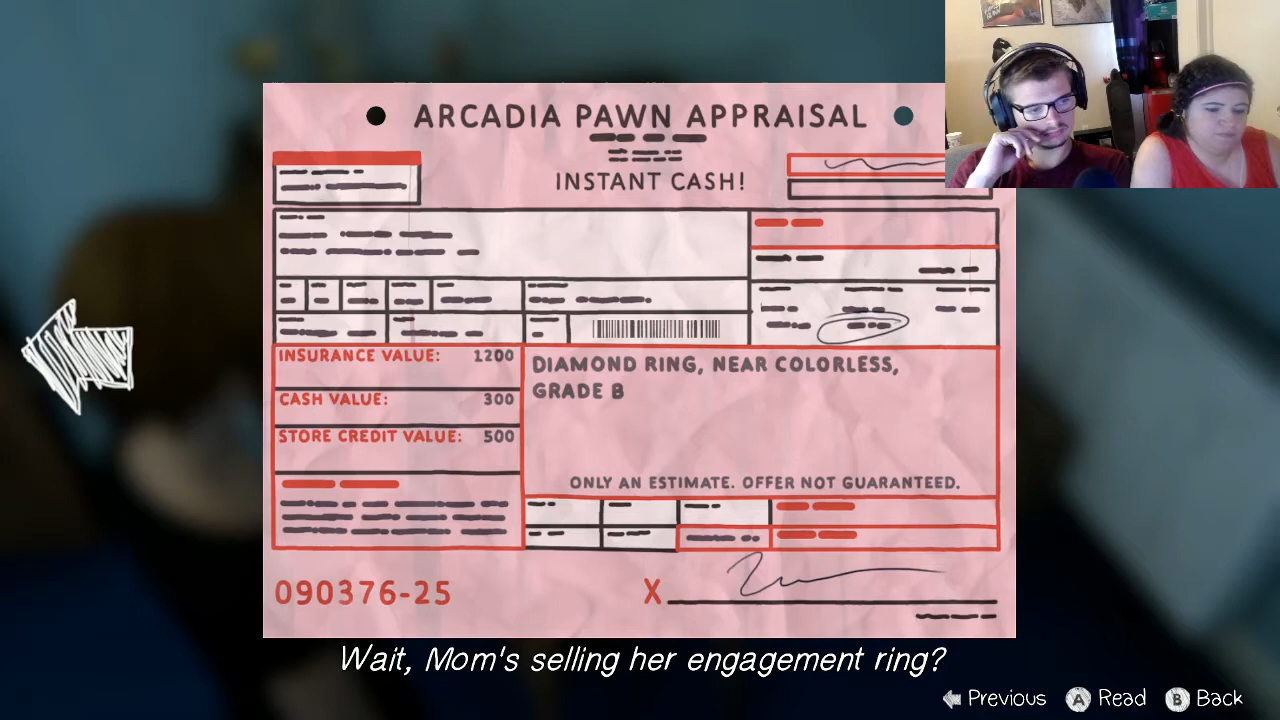 ARCADIA PAWN APPRAISAL
INSTANT CASH!
INSURANCE VALUE: 1200
CASH VALUE: 300
STORE CREDIT VALUE: 500
DIAMOND RING, NEAR COLORLESS,
GRADE B
ONLY AN ESTIMATE. OFFER NOT GUARANTEED.
090376-25
X
Wait, Mom's selling her engagement ring?
Previous A Read B Back